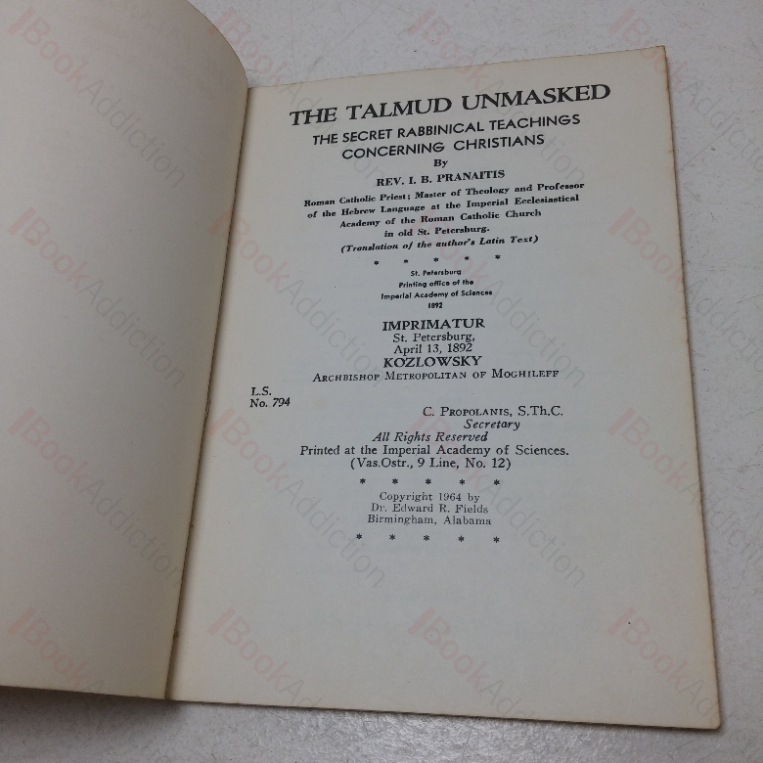 THE TALMUD UNMASKED
THE SECRET RABBINICAL TEACHINGS
CONCERNING CHRISTIANS
By
REV. I. B. PRANAITIS
Roman Catholic Priest; Master of Theology and Professor
of the Hebrew Language at the Imperial Ecclesiastical
Academy of the Roman Catholic Church
in old St. Petersburg.
(Translation of the author's Latin Text)
* * * * *
St. Petersburg
Printing office of the
Imperial Academy of Sciences
1892
IMPRIMATUR
St. Petersburg,
April 13, 1892
KOZLOWSKY
ARCHBISHOP METROPOLITAN OF MOGHILEFF
L.S.
No. 794
C. PROPOLANIS, S.Th.C.
Secretary
All Rights Reserved
Printed at the Imperial Academy of Sciences.
(Vas.Ostr., 9 Line, No. 12)
* * * * *
Copyright 1964 by
Dr. Edward R. Fields
Birmingham, Alabama
* * * * *
BookAddiction